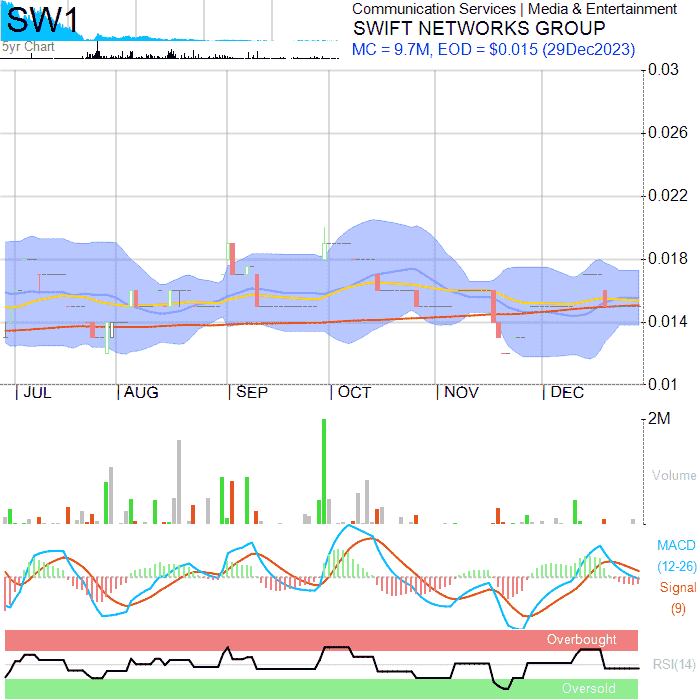 SW1
Communication Services | Media & Entertainment
SWIFT NETWORKS GROUP
5yr Chart
MC = 9.7M, EOD = $0.015 (29Dec2023)
0.03
0.026
0.022
0.018
0.014
0.01
| JUL | AUG | SEP | OCT | NOV | DEC
2M
Volume
MACD
(12-26)
Signal
(9)
Overbought
RSI(14)
Oversold